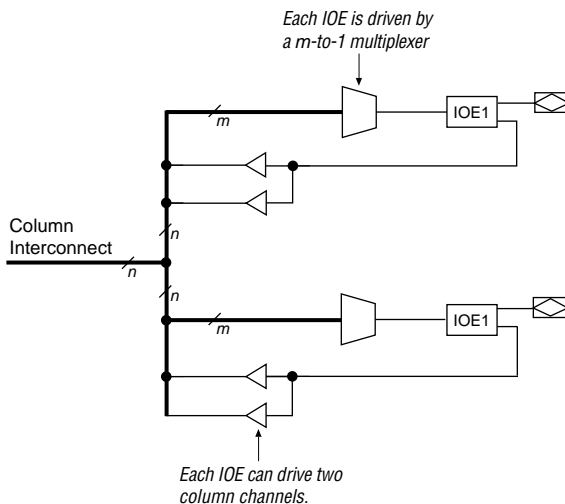 Each IOE is driven by
a m-to-1 multiplexer
m
IOE1
n
Column
Interconnect
n
n
m
IOE1
Each IOE can drive two
column channels.